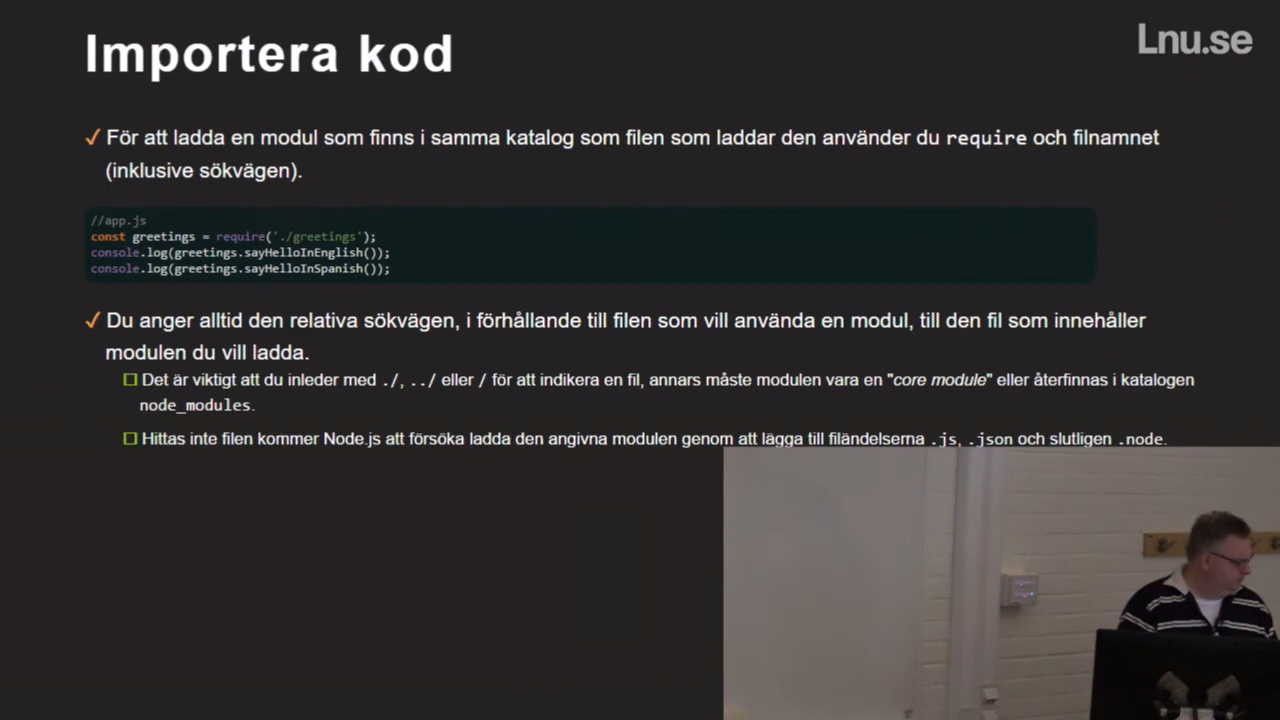 Importera kod
Lnu.se
✓ För att ladda en modul som finns i samma katalog som filen som laddar den använder du require och filnamnet
(inklusive sökvägen).
//app.js
const greetings = require('./greetings');
console.log(greetings.sayHelloInEnglish());
console.log(greetings.sayHelloInSpanish());
✓ Du anger alltid den relativa sökvägen, i förhållande till filen som vill använda en modul, till den fil som innehåller
modulen du vill ladda.
Det är viktigt att du inleder med ./, ../ eller / för att indikera en fil, annars måste modulen vara en "core module" eller återfinnas i katalogen
node_modules.
Hittas inte filen kommer Node.js att försöka ladda den angivna modulen genom att lägga till filändelserna .js, .json och slutligen .node.